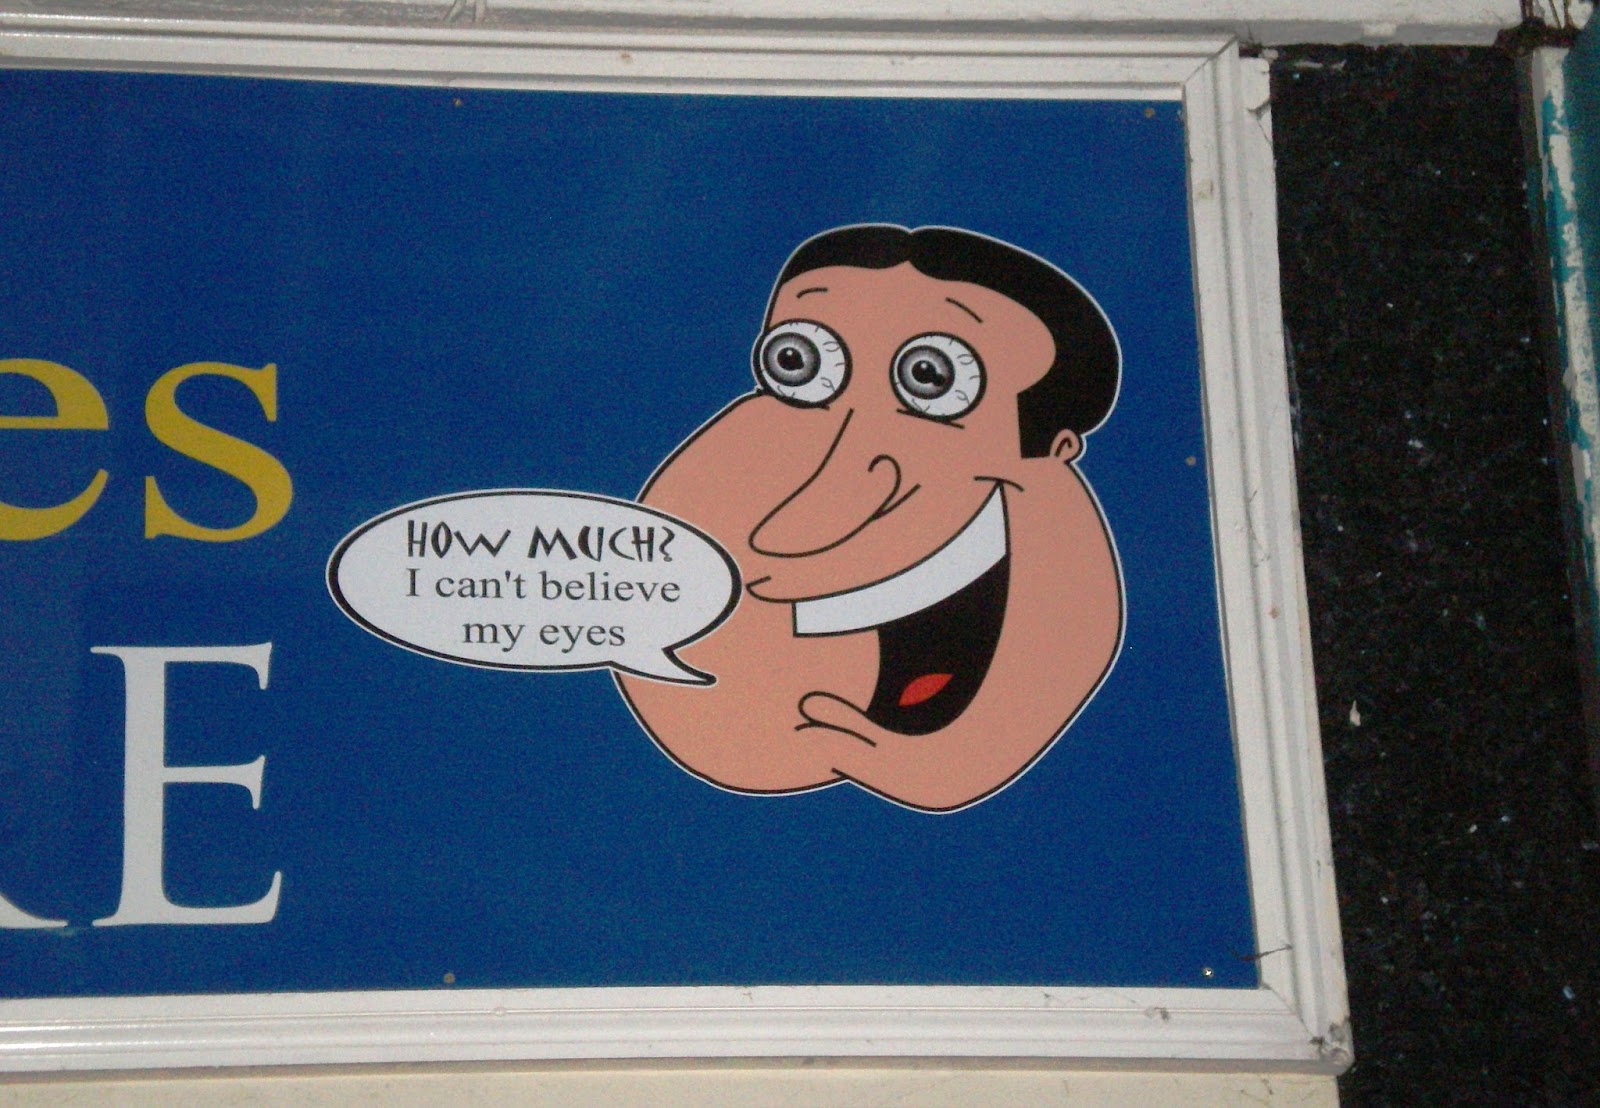 es
HOW MUCH?
I can't believe
my eyes
E